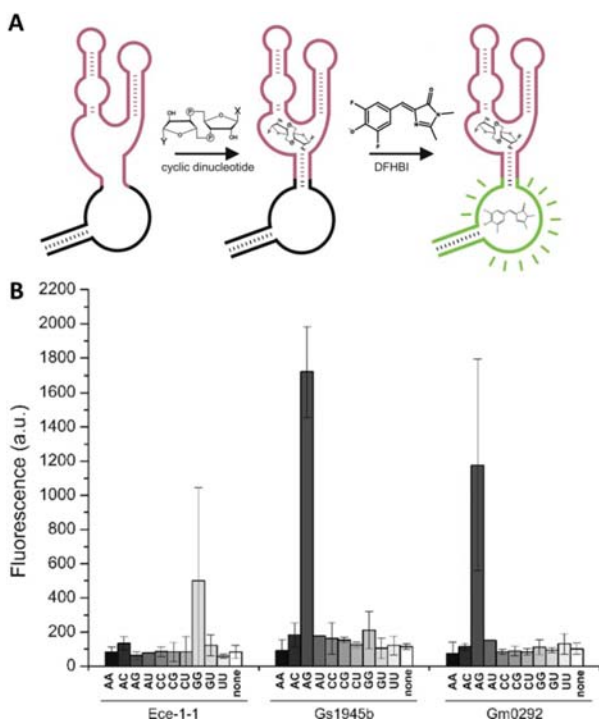 A
cyclic dinucleotide
DFHBI
B
Fluorescence (a.u.)
2200
2000
1800
1600
1400
1200
1000
800
600
400
200
0
AA AC AG AU CC CG CU GG GU UU none
AA AC AG AU CC CG CU GG GU UU none
AA AC AG AU CC CG CU GG GU UU none
Ece-1-1 Gs1945b Gm0292